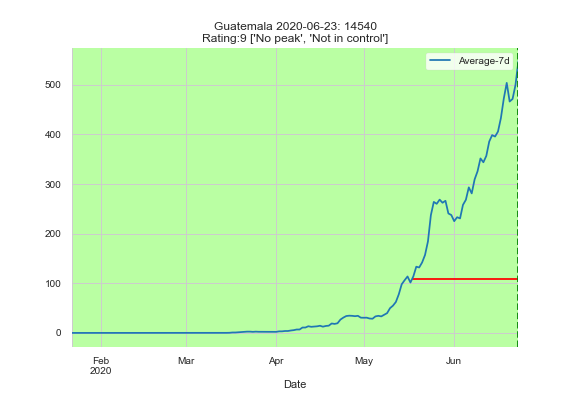 Guatemala 2020-06-23: 14540
Rating:9 ['No peak', 'Not in control']
Average-7d
500
400
300
200
100
0
Feb
2020
Mar
Apr
May
Jun
Date